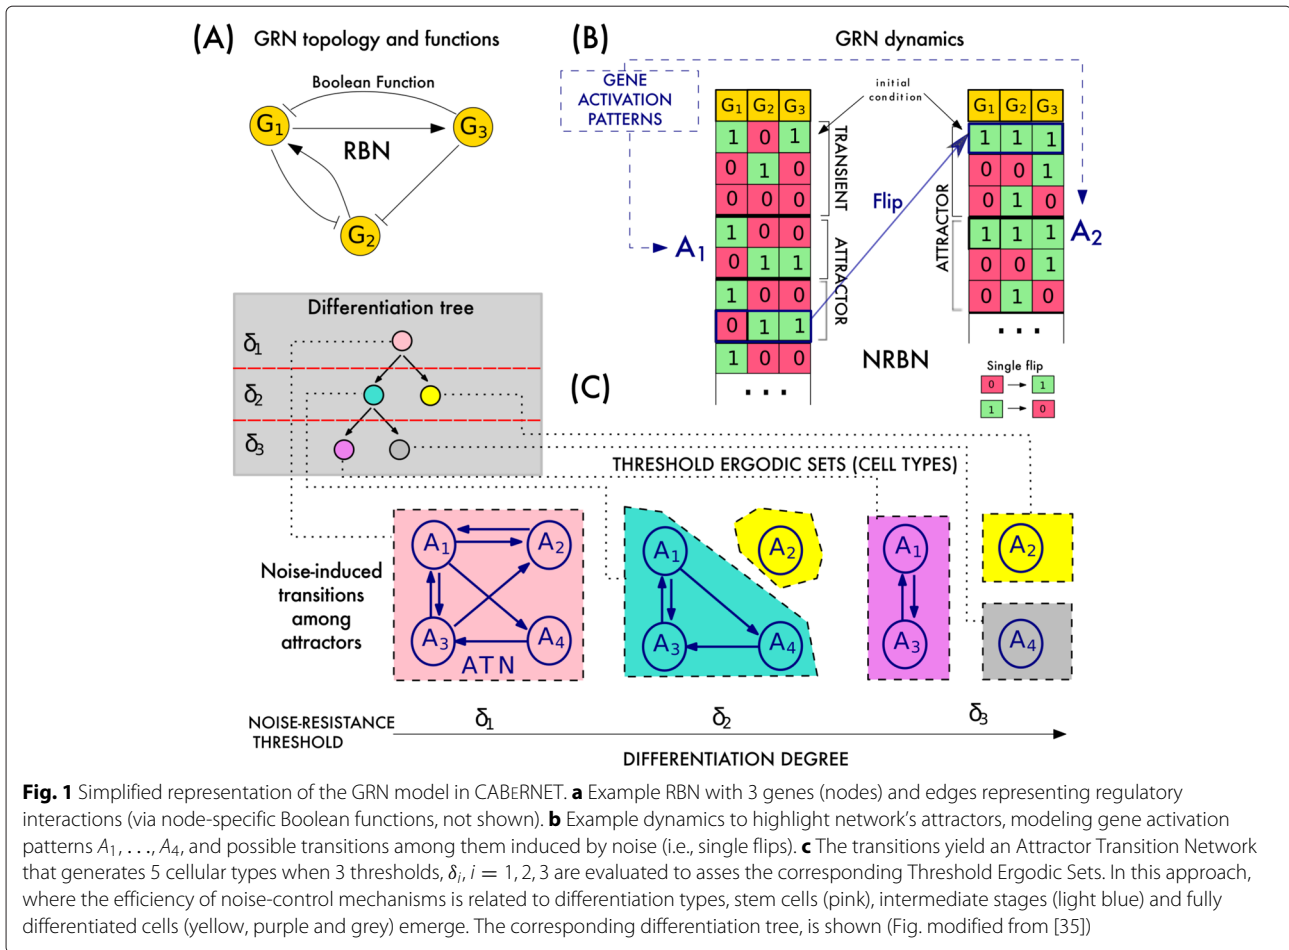 (A) GRN topology and functions
Boolean Function
G1
G3
RBN
G2
(B) GRN dynamics
GENE
ACTIVATION
PATTERNS
initial
condition
G1 G2 G3
1 0 1
0 1 0
0 0 0
1 0 0
0 1 1
1 0 0
0 1 1
1 0 0
...
TRANSIENT
ATTRACTOR
ATTRACTOR
A1
Flip
G1 G2 G3
1 1 1
0 0 1
0 1 0
1 1 1
0 0 1
0 1 0
...
ATTRACTOR
A2
NRBN
Single flip
0 1
1 0
Differentiation tree
δ1
δ2
δ3
(C)
THRESHOLD ERGODIC SETS (CELL TYPES)
Noise-induced
transitions
among
attractors
A1 A2
A3 A4
ATN
A1 A2
A3 A4
A1 A2
A3 A4
NOISE-RESISTANCE
THRESHOLD
δ1 δ2 δ3
DIFFERENTIATION DEGREE
Fig. 1 Simplified representation of the GRN model in CABERNET. a Example RBN with 3 genes (nodes) and edges representing regulatory
interactions (via node-specific Boolean functions, not shown). b Example dynamics to highlight network's attractors, modeling gene activation
patterns A1, . . . , A4, and possible transitions among them induced by noise (i.e., single flips). c The transitions yield an Attractor Transition Network
that generates 5 cellular types when 3 thresholds, δi, i = 1, 2, 3 are evaluated to asses the corresponding Threshold Ergodic Sets. In this approach,
where the efficiency of noise-control mechanisms is related to differentiation types, stem cells (pink), intermediate stages (light blue) and fully
differentiated cells (yellow, purple and grey) emerge. The corresponding differentiation tree, is shown (Fig. modified from [35])